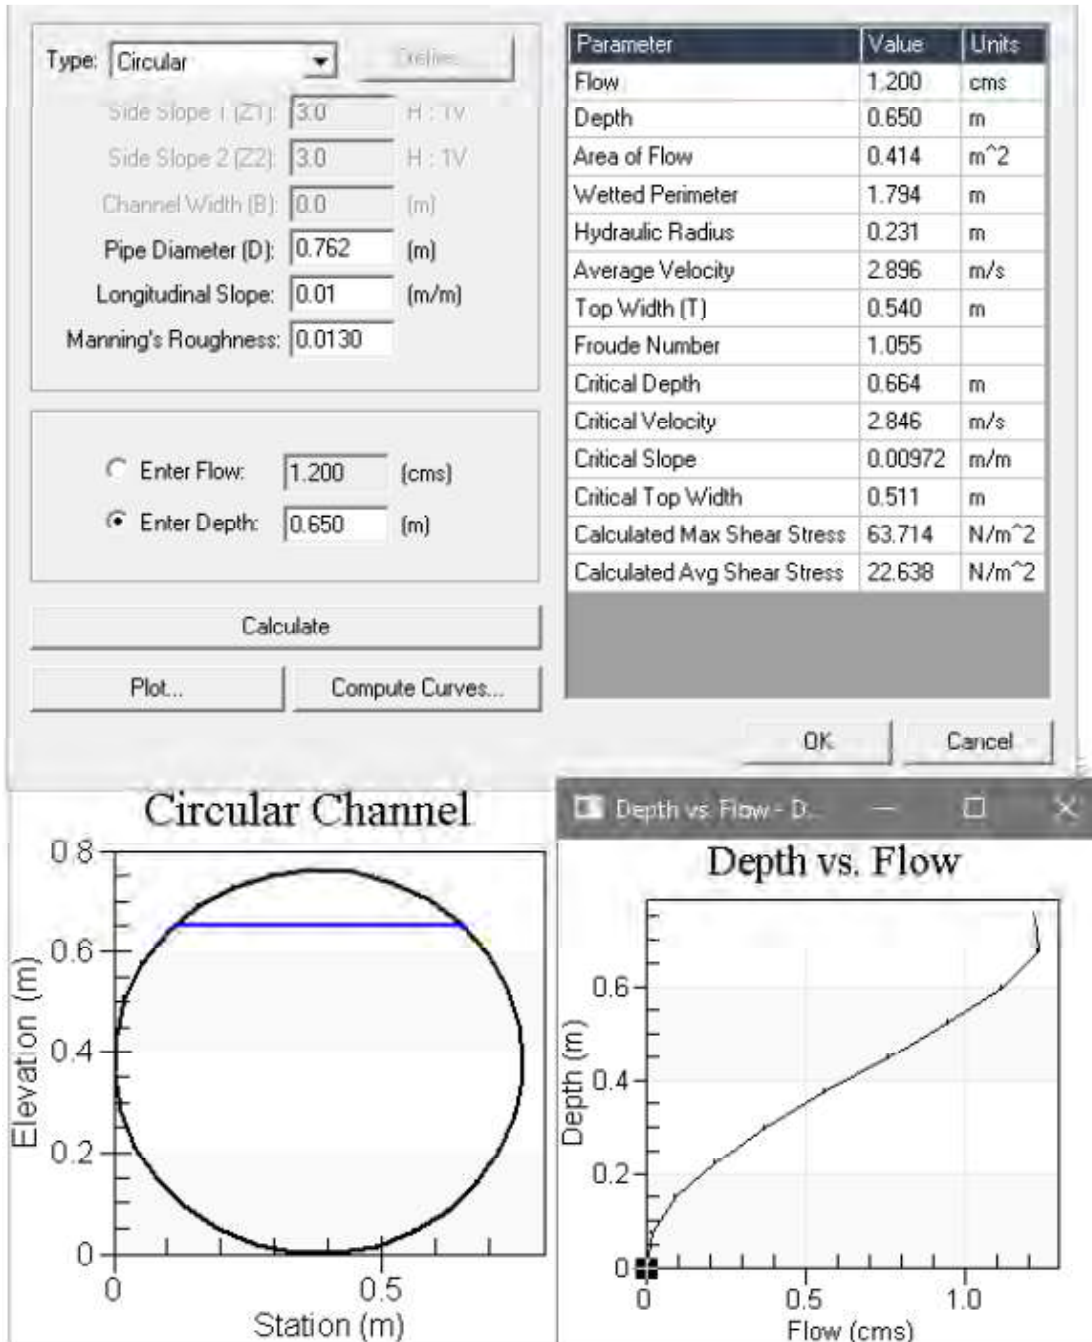 Type: Circular Define...
Side Slope 1 (Z1): 3.0 H : 1V
Side Slope 2 (Z2): 3.0 H : 1V
Channel Width (B): 0.0 (m)
Pipe Diameter (D): 0.762 (m)
Longitudinal Slope: 0.01 (m/m)
Manning's Roughness: 0.0130
Enter Flow: 1.200 (cms)
Enter Depth: 0.650 (m)
Calculate
Plot... Compute Curves...
Parameter Value Units
Flow 1.200 cms
Depth 0.650 m
Area of Flow 0.414 m^2
Wetted Perimeter 1.794 m
Hydraulic Radius 0.231 m
Average Velocity 2.896 m/s
Top Width (T) 0.540 m
Froude Number 1.055
Critical Depth 0.664 m
Critical Velocity 2.846 m/s
Critical Slope 0.00972 m/m
Critical Top Width 0.511 m
Calculated Max Shear Stress 63.714 N/m^2
Calculated Avg Shear Stress 22.638 N/m^2
OK Cancel
Circular Channel
0.8
0.6
0.4
0.2
0
Elevation (m)
0 0.5
Station (m)
Depth vs. Flow - D...
Depth vs. Flow
0.6
0.4
0.2
0
Depth (m)
0 0.5 1.0
Flow (cms)